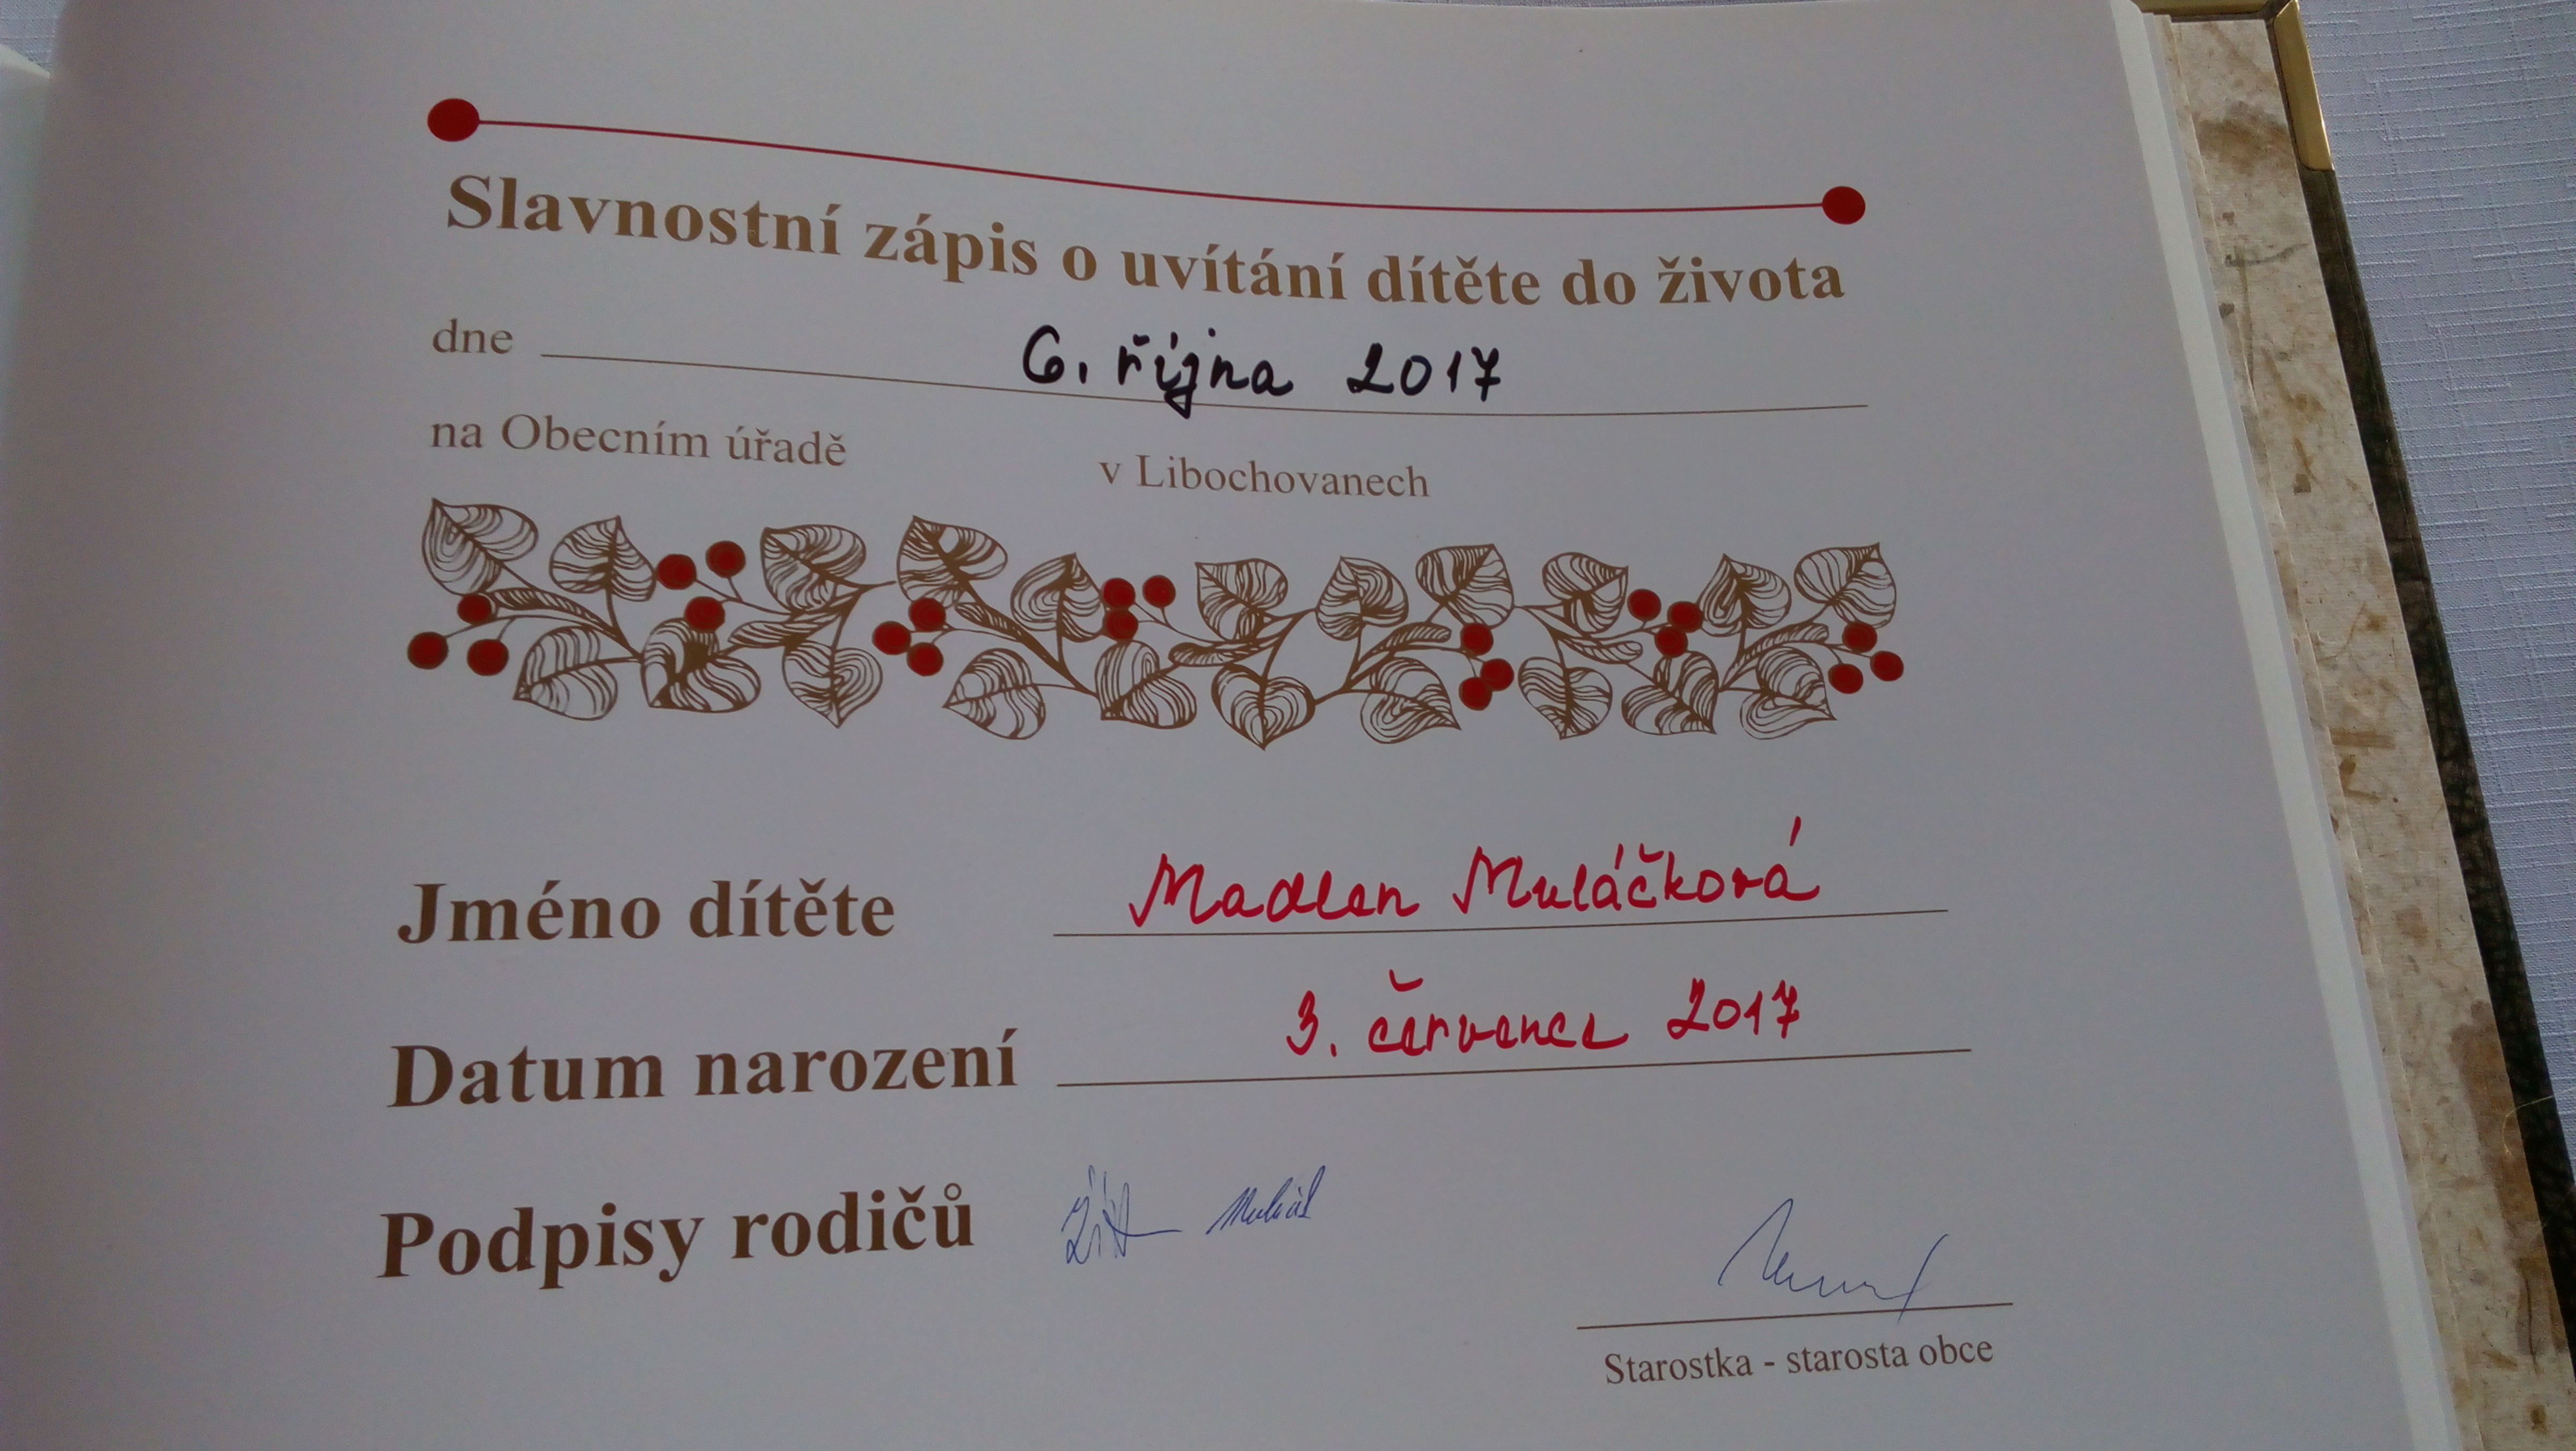 Slavnostní zápis o uvítání dítěte do života
dne 6. října 2017
na Obecním úřadě v Libochovanech
Jméno dítěte Madlen Muláčková
Datum narození 3. červenec 2017
Podpisy rodičů
Starostka - starosta obce